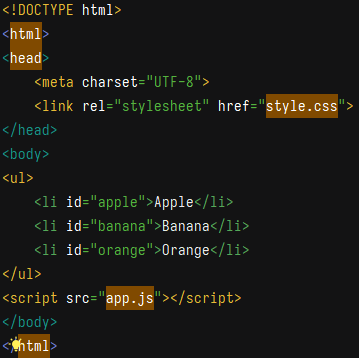 <!DOCTYPE html>
<html>
<head>
    <meta charset="UTF-8">
    <link rel="stylesheet" href="style.css">
</head>
<body>
<ul>
    <li id="apple">Apple</li>
    <li id="banana">Banana</li>
    <li id="orange">Orange</li>
</ul>
<script src="app.js"></script>
</body>
</html>